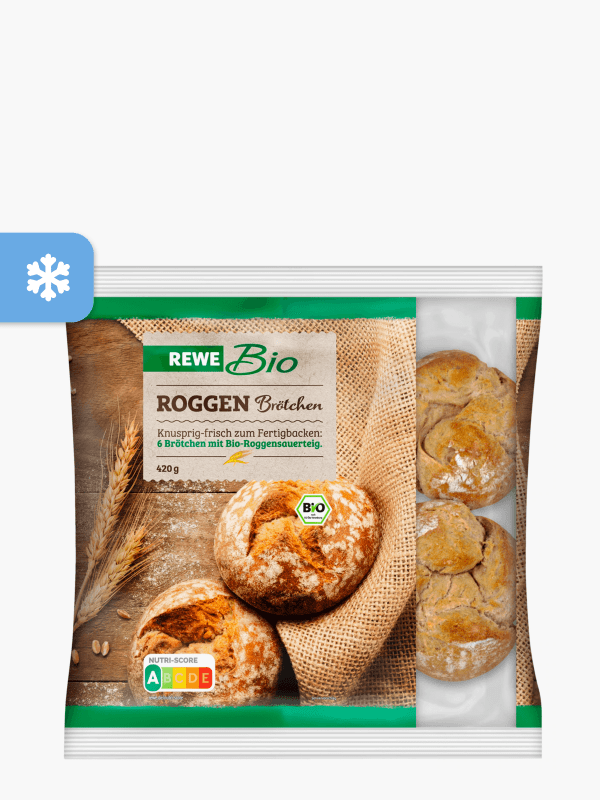 REWE Bio
ROGGEN Brötchen
Knusprig-frisch zum Fertigbacken:
6 Brötchen mit Bio-Roggensauerteig.
420 g
BIO
NUTRI-SCORE
A B C D E